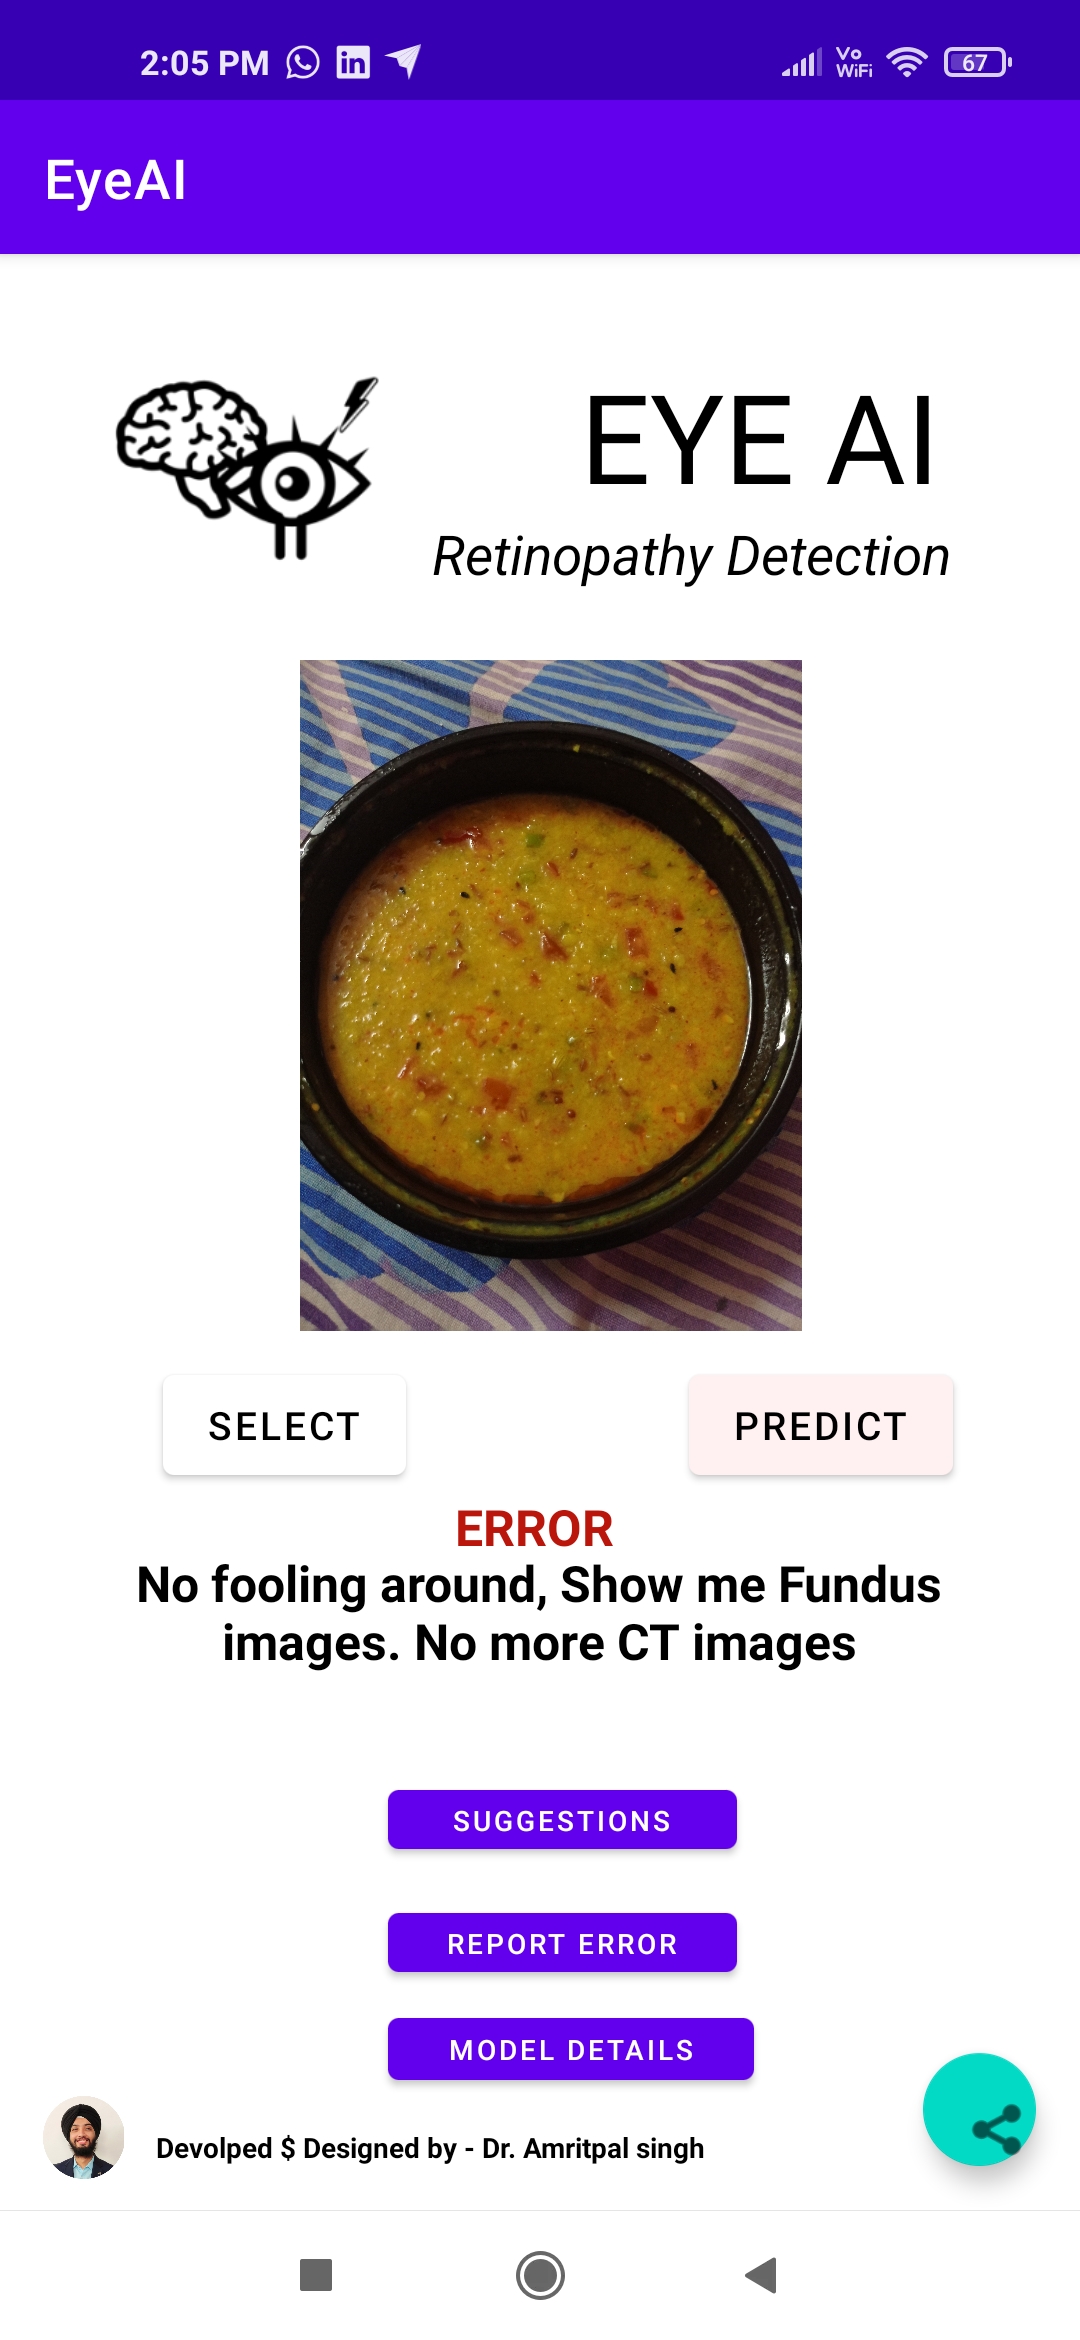 2:05 PM
Vo
WiFi
67
EyeAI
EYE AI
Retinopathy Detection
SELECT
PREDICT
ERROR
No fooling around, Show me Fundus
images. No more CT images
SUGGESTIONS
REPORT ERROR
MODEL DETAILS
Devolped $ Designed by - Dr. Amritpal singh